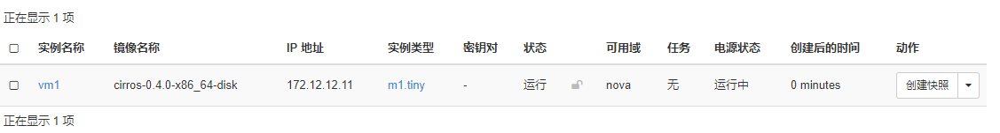 正在显示 1 项
实例名称 镜像名称 IP 地址 实例类型 密钥对 状态 可用域 任务 电源状态 创建后的时间 动作
vm1 cirros-0.4.0-x86_64-disk 172.12.12.11 m1.tiny - 运行 nova 无 运行中 0 minutes 创建快照
正在显示 1 项